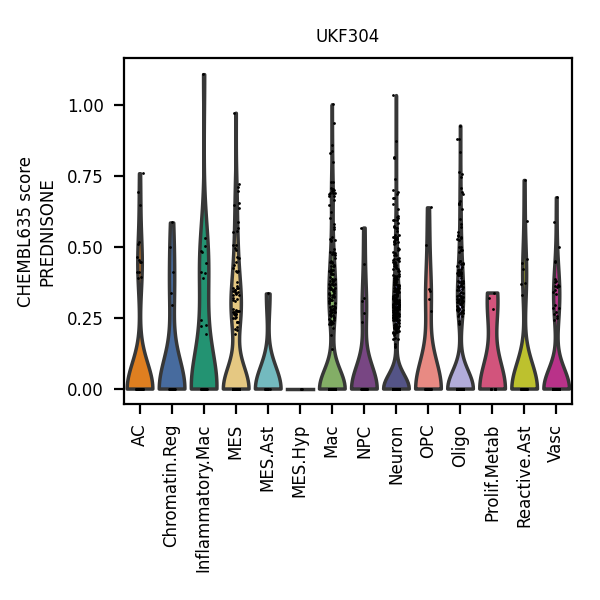 UKF304
CHEMBL635 score
PREDNISONE
1.00
0.75
0.50
0.25
0.00
AC
Chromatin.Reg
Inflammatory.Mac
MES
MES.Ast
MES.Hyp
Mac
NPC
Neuron
OPC
Oligo
Prolif.Metab
Reactive.Ast
Vasc